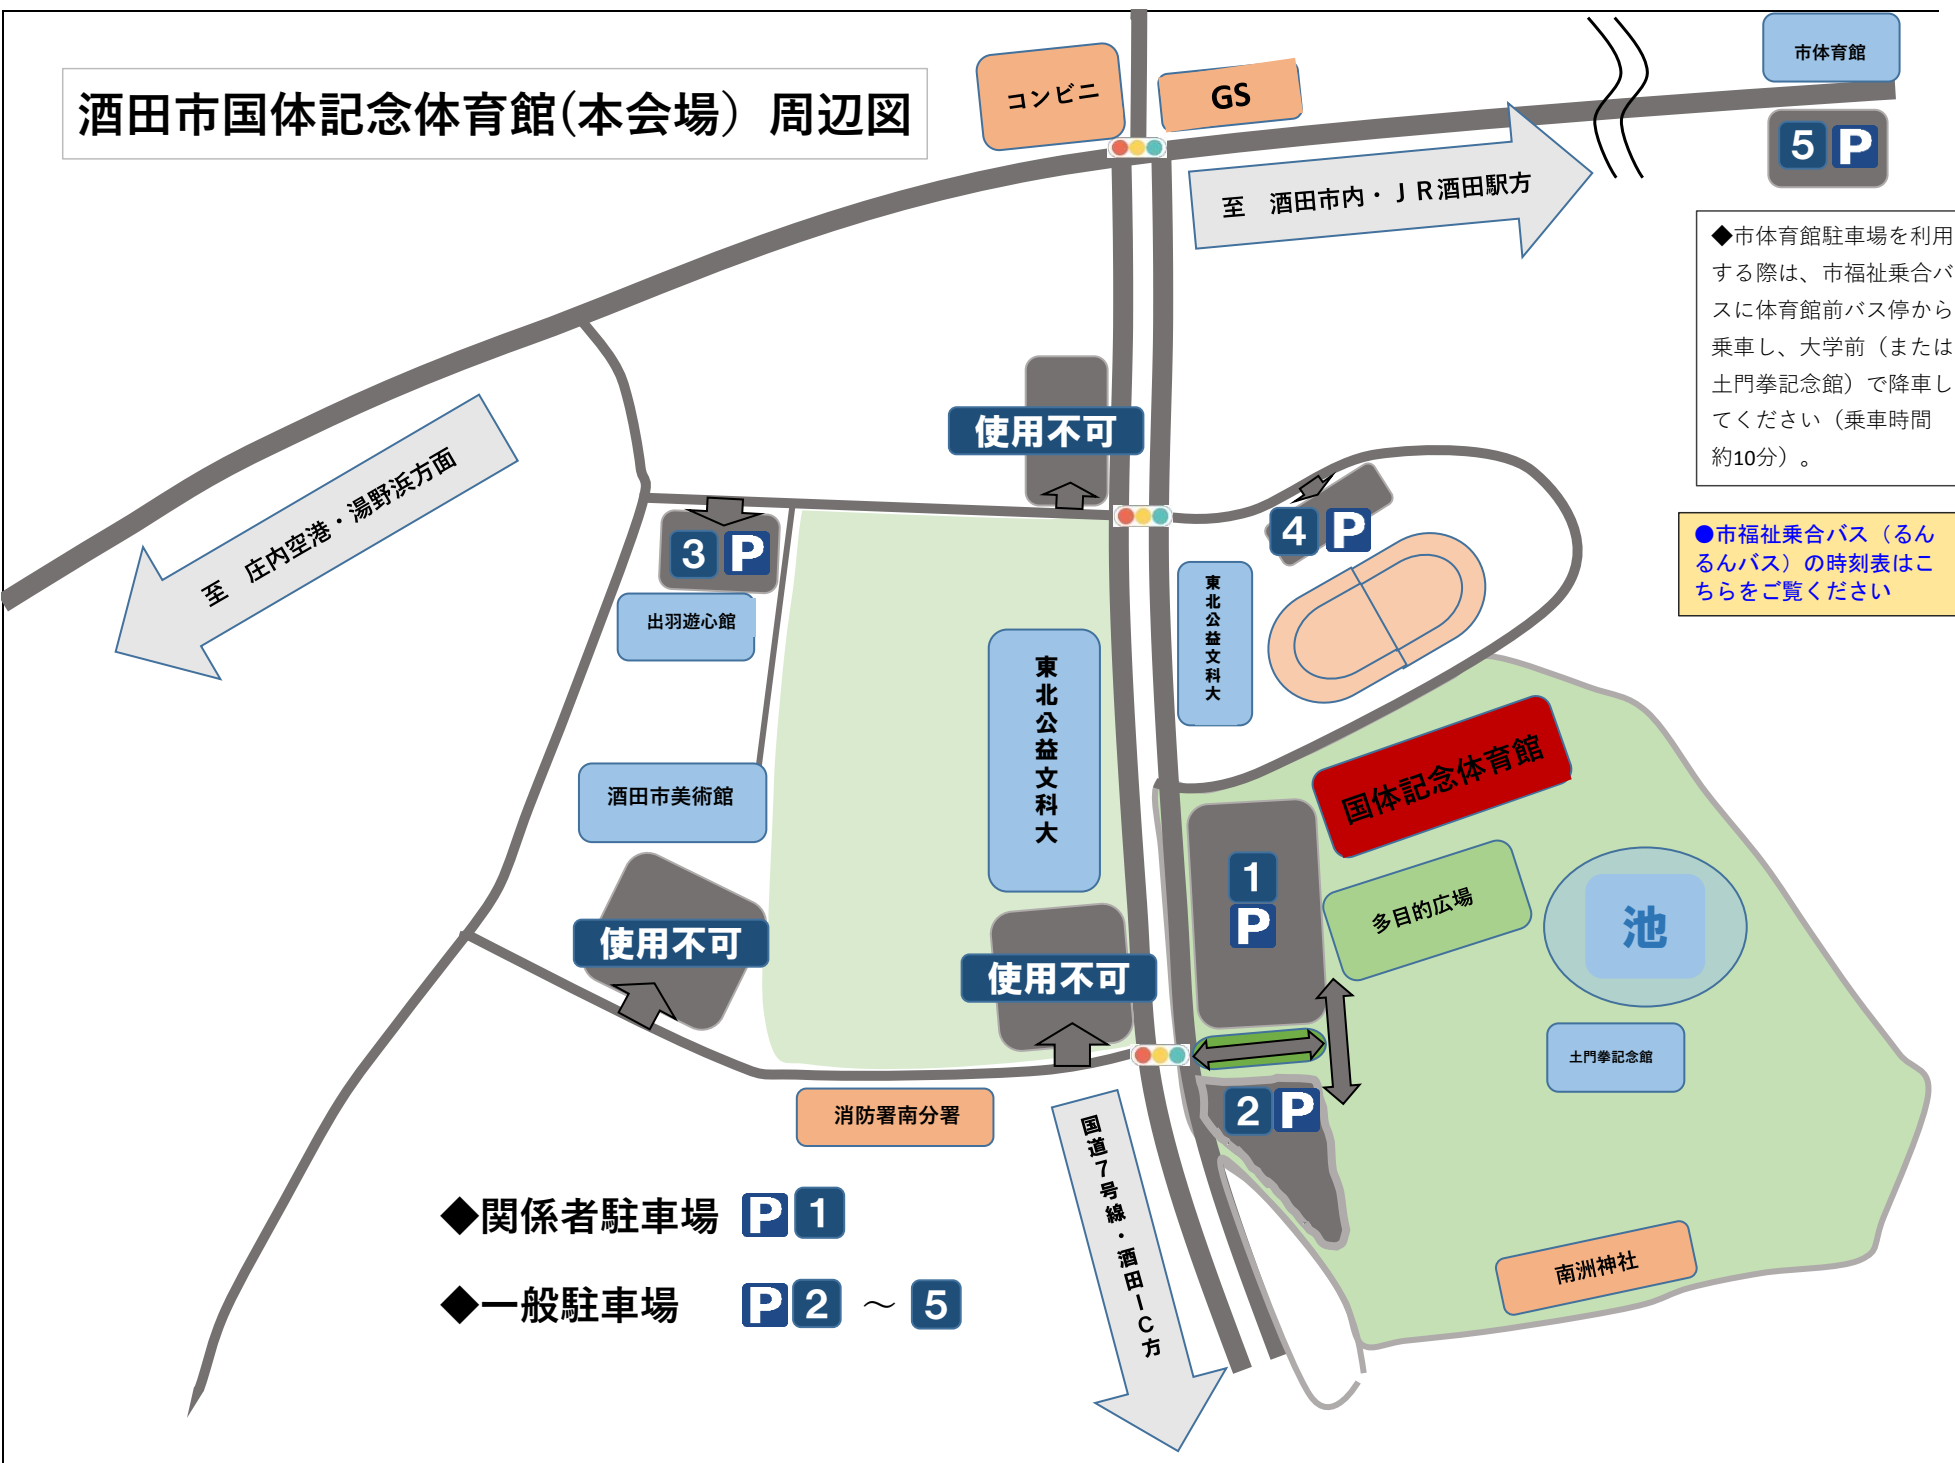 酒田市国体記念体育館(本会場）周辺図
コンビニ
GS
市体育館
5 P
至　酒田市内・ＪＲ酒田駅方
◆市体育館駐車場を利用
する際は、市福祉乗合バ
スに体育館前バス停から
乗車し、大学前（または
土門拳記念館）で降車し
てください（乗車時間
約10分）。
●市福祉乗合バス（るん
るんバス）の時刻表はこ
ちらをご覧ください
至　庄内空港・湯野浜方面
使用不可
3 P
4 P
出羽遊心館
東北公益文科大
東北公益文科大
国体記念体育館
酒田市美術館
1
P
多目的広場
池
使用不可
使用不可
土門拳記念館
2 P
消防署南分署
国道７号線・酒田ＩＣ方
南洲神社
◆関係者駐車場 P 1
◆一般駐車場 P 2 ～ 5